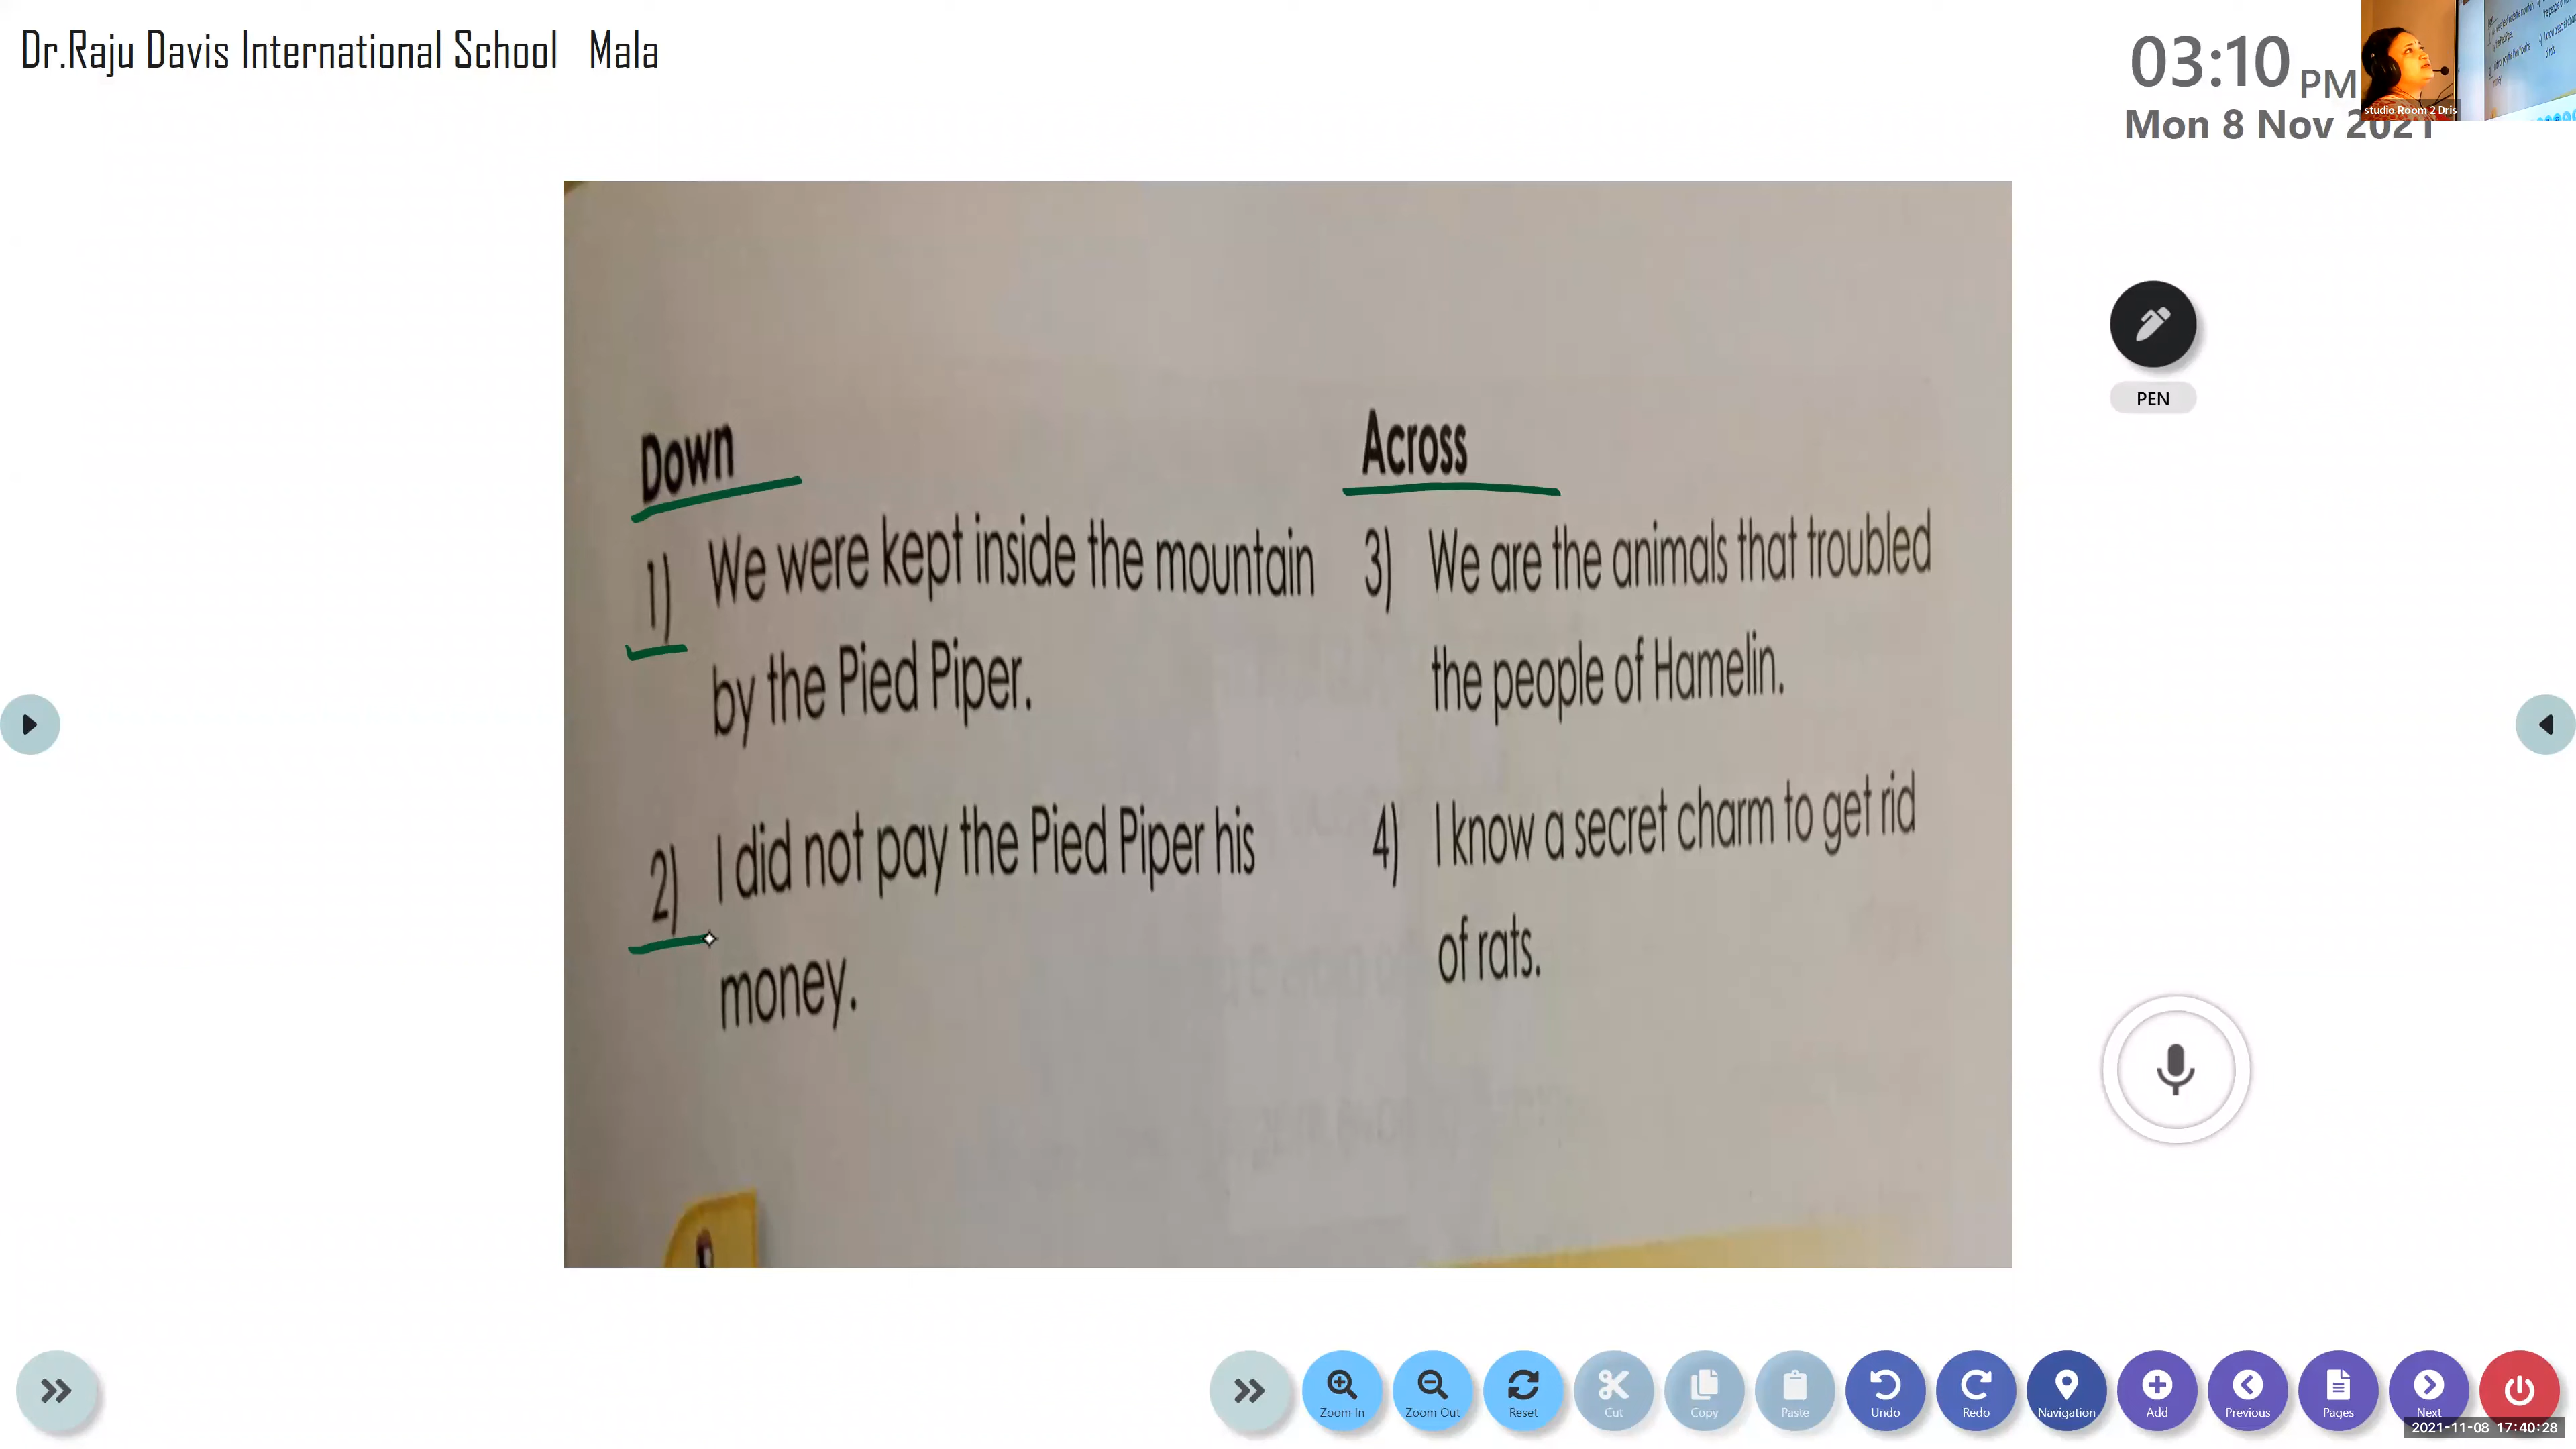 Dr.Raju Davis International School Mala
03:10 PM
Mon 8 Nov 2021
studio Room 2 Dris
PEN
Down
1) We were kept inside the mountain
by the Pied Piper.
2) I did not pay the Pied Piper his
money.
Across
3) We are the animals that troubled
the people of Hamelin.
4) I know a secret charm to get rid
of rats.
Zoom In
Zoom Out
Reset
Cut
Copy
Paste
Undo
Redo
Navigation
Add
Previous
Pages
Next
2021-11-08 17:40:28